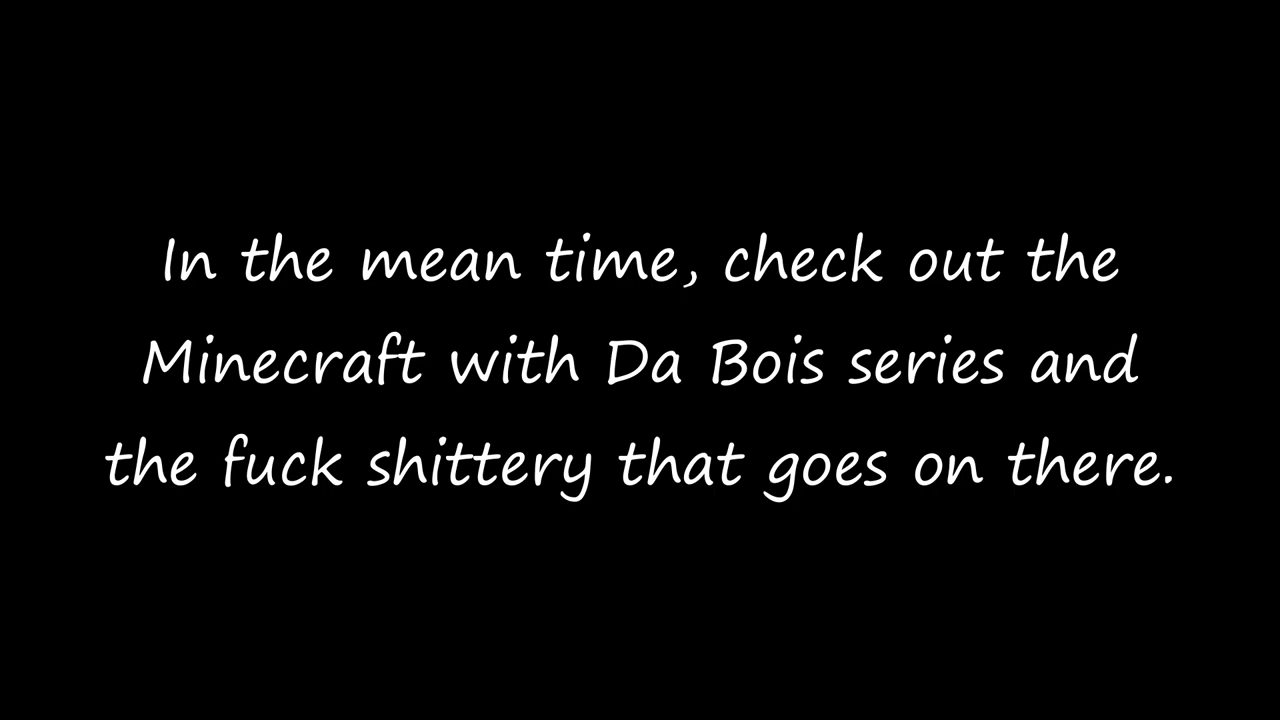 In the mean time, check out the
Minecraft with Da Bois series and
the fuck shittery that goes on there.